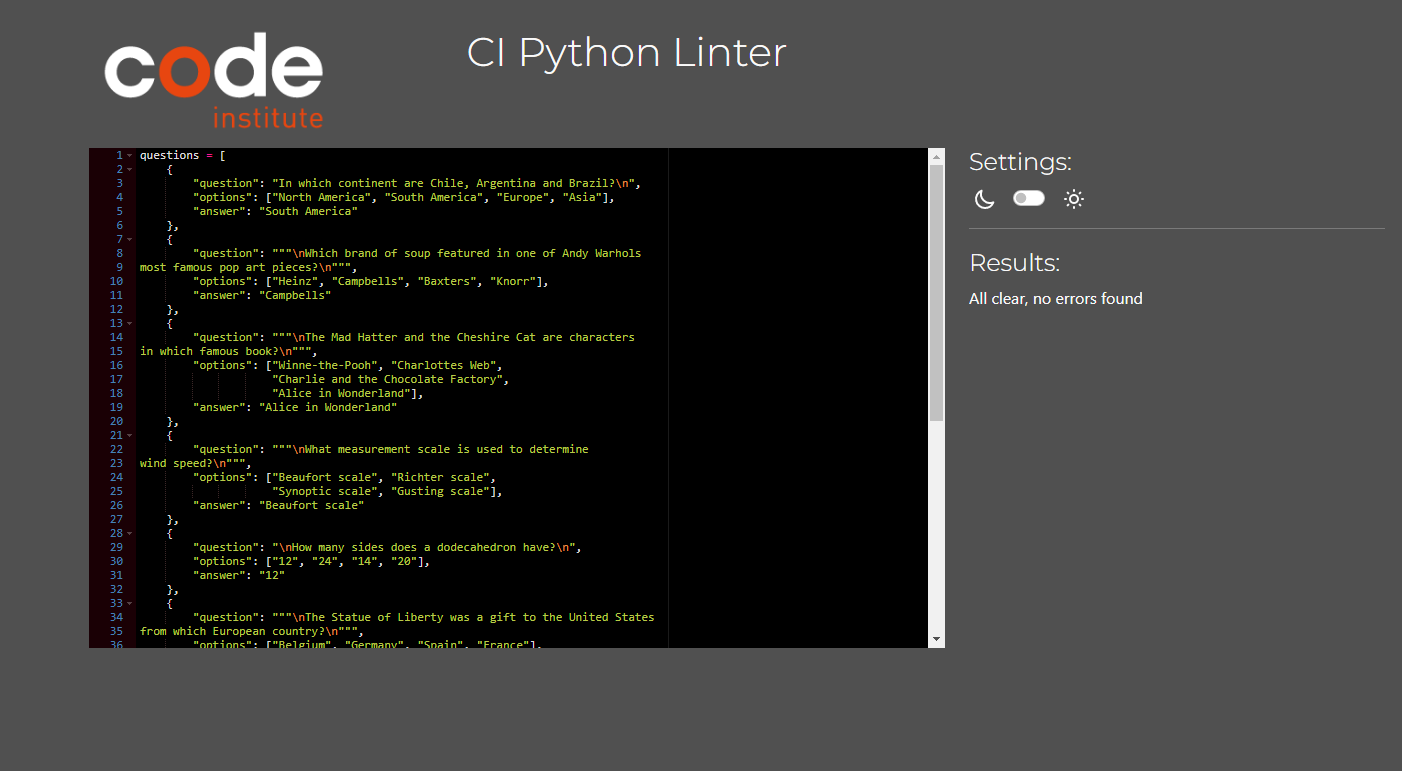 code
institute
CI Python Linter
1 questions = [
2     {
3         "question": "In which continent are Chile, Argentina and Brazil?\n",
4         "options": ["North America", "South America", "Europe", "Asia"],
5         "answer": "South America"
6     },
7     {
8         "question": """\nWhich brand of soup featured in one of Andy Warhols
9 most famous pop art pieces?\n""",
10         "options": ["Heinz", "Campbells", "Baxters", "Knorr"],
11         "answer": "Campbells"
12     },
13     {
14         "question": """\nThe Mad Hatter and the Cheshire Cat are characters
15 in which famous book?\n""",
16         "options": ["Winne-the-Pooh", "Charlottes Web",
17                     "Charlie and the Chocolate Factory",
18                     "Alice in Wonderland"],
19         "answer": "Alice in Wonderland"
20     },
21     {
22         "question": """\nWhat measurement scale is used to determine
23 wind speed?\n""",
24         "options": ["Beaufort scale", "Richter scale",
25                     "Synoptic scale", "Gusting scale"],
26         "answer": "Beaufort scale"
27     },
28     {
29         "question": "\nHow many sides does a dodecahedron have?\n",
30         "options": ["12", "24", "14", "20"],
31         "answer": "12"
32     },
33     {
34         "question": """\nThe Statue of Liberty was a gift to the United States
35 from which European country?\n""",
36         "options": ["Belgium", "Germany", "Spain", "France"],
Settings:
Results:
All clear, no errors found